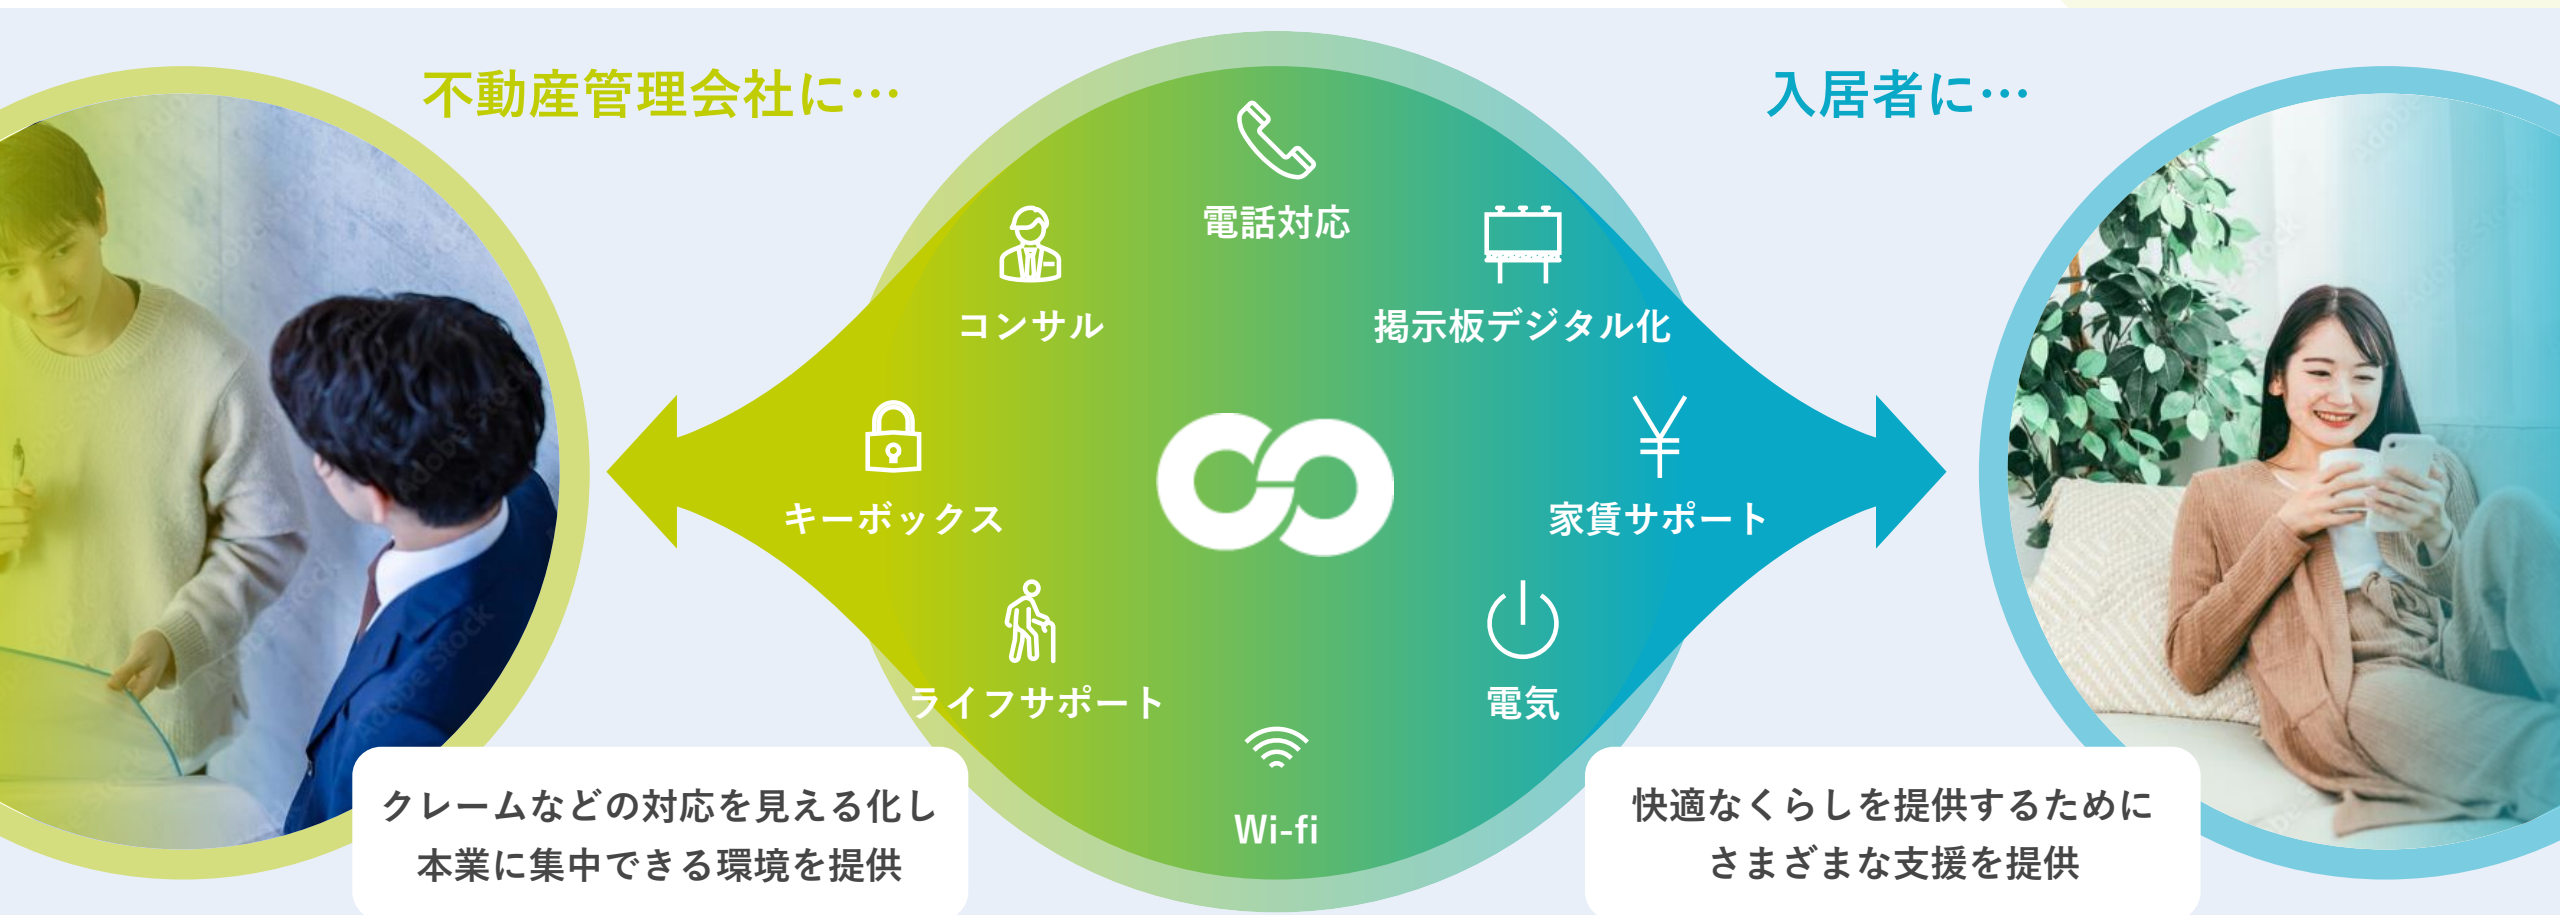 不動産管理会社に…
入居者に…
電話対応
コンサル
掲示板デジタル化
キーボックス
家賃サポート
ライフサポート
電気
Wi-fi
クレームなどの対応を見える化し
本業に集中できる環境を提供
快適なくらしを提供するために
さまざまな支援を提供
Adobe Stock